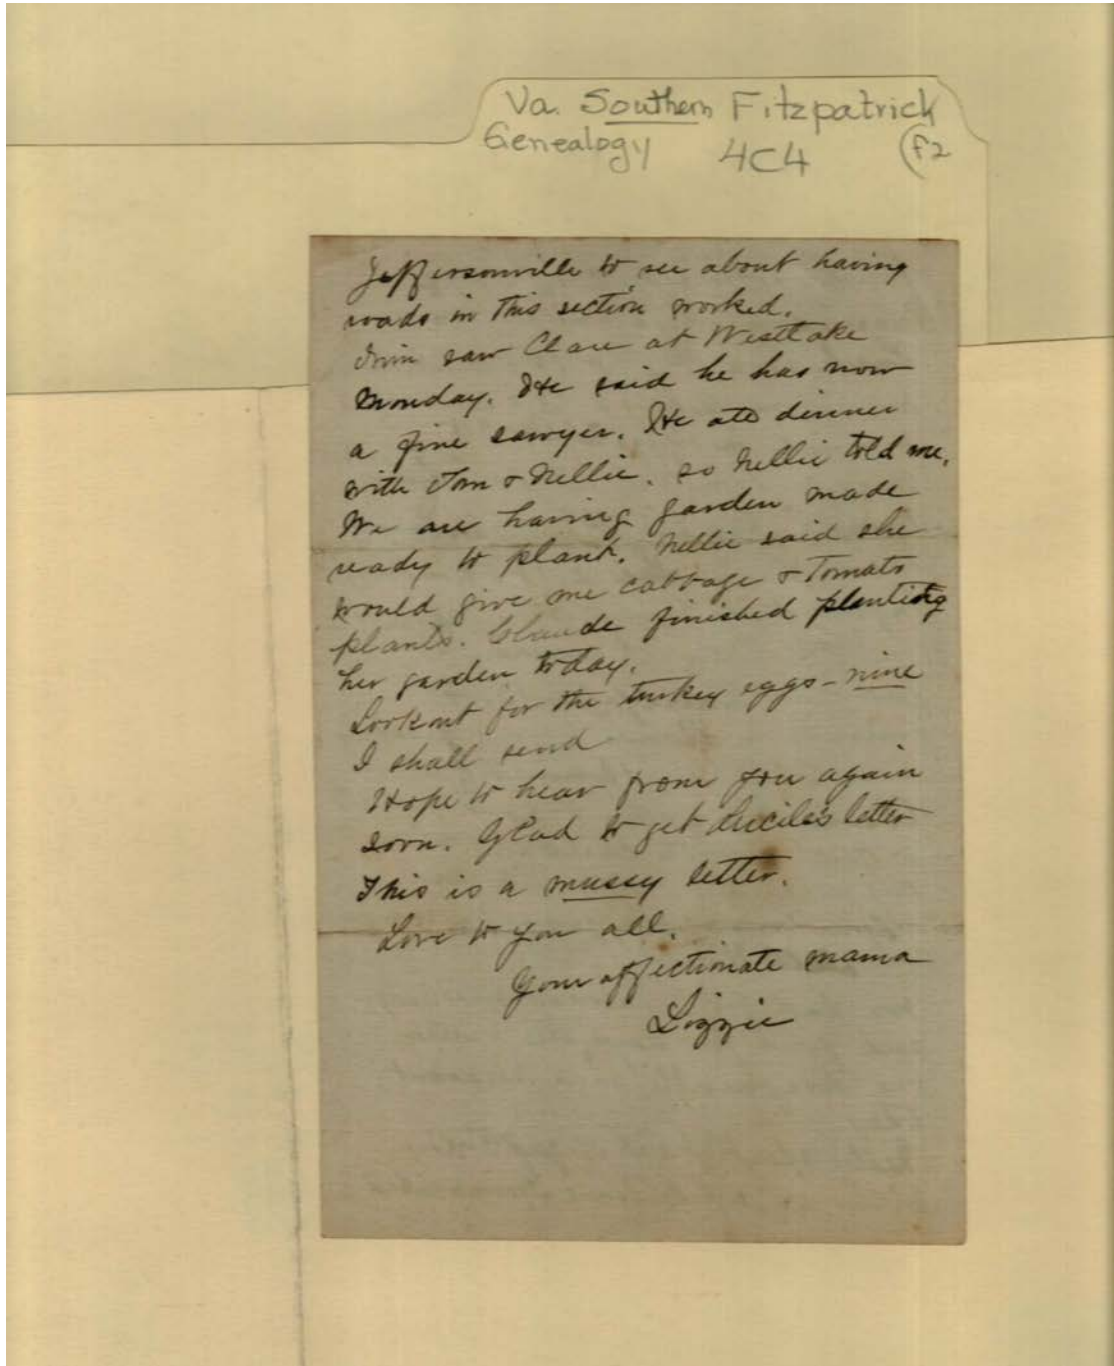 Va. Southern Fitzpatrick
Genealogy 4C4 (F2
Jeffersonville to see about having
roads in this section worked.
Jim saw Clare at Westlake
Monday. He said he has now
a fine sawyer. He ate dinner
with Tom & Nellie, so Nellie told me.
We are having garden made
ready to plant. Nellie said she
would give me cabbage & Tomato
plants. Claude finished planting
her garden today.
Look out for the turkey eggs - nine
I shall send
Hope to hear from you again
soon. Glad to get Lucile's letter
This is a mussy letter.
Love to you all.
Your affectionate mama
Lizzie